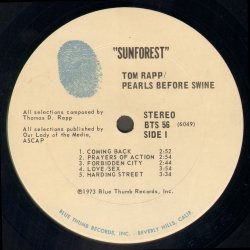 "SUNFOREST"
TOM RAPP/
PEARLS BEFORE SWINE
All selections composed by
Thomas D. Rapp
All selections published by
Our Lady of the Media,
ASCAP
STEREO
BTS 56 (6049)
SIDE I
1. COMING BACK 2:52
2. PRAYERS OF ACTION 2:54
3. FORBIDDEN CITY 3:44
4. LOVE/SEX 2:54
5. HARDING STREET 3:34
©1973 Blue Thumb Records, Inc.
BLUE THUMB RECORDS, INC. · BEVERLY HILLS, CALIF.